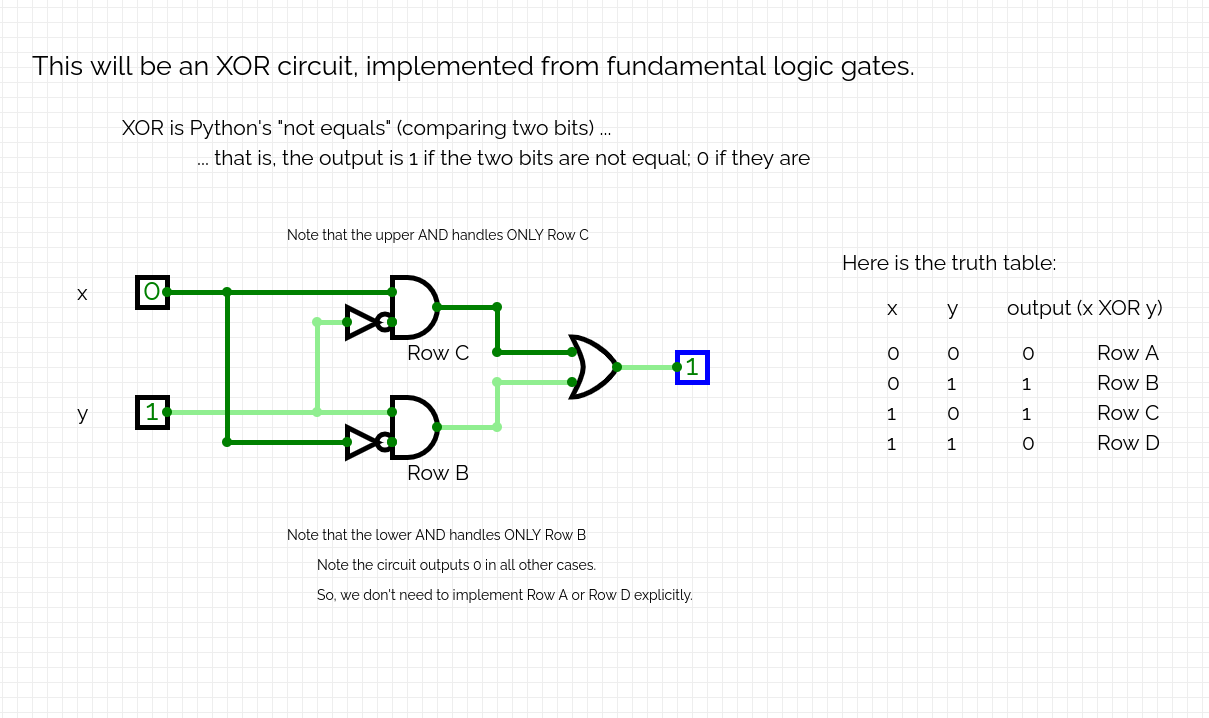 This will be an XOR circuit, implemented from fundamental logic gates.
XOR is Python's "not equals" (comparing two bits) ...
... that is, the output is 1 if the two bits are not equal; 0 if they are
Note that the upper AND handles ONLY Row C
x
0
Row C
y
1
Row B
1
Note that the lower AND handles ONLY Row B
Note the circuit outputs 0 in all other cases.
So, we don't need to implement Row A or Row D explicitly.
Here is the truth table:
x y output (x XOR y)
0 0 0 Row A
0 1 1 Row B
1 0 1 Row C
1 1 0 Row D